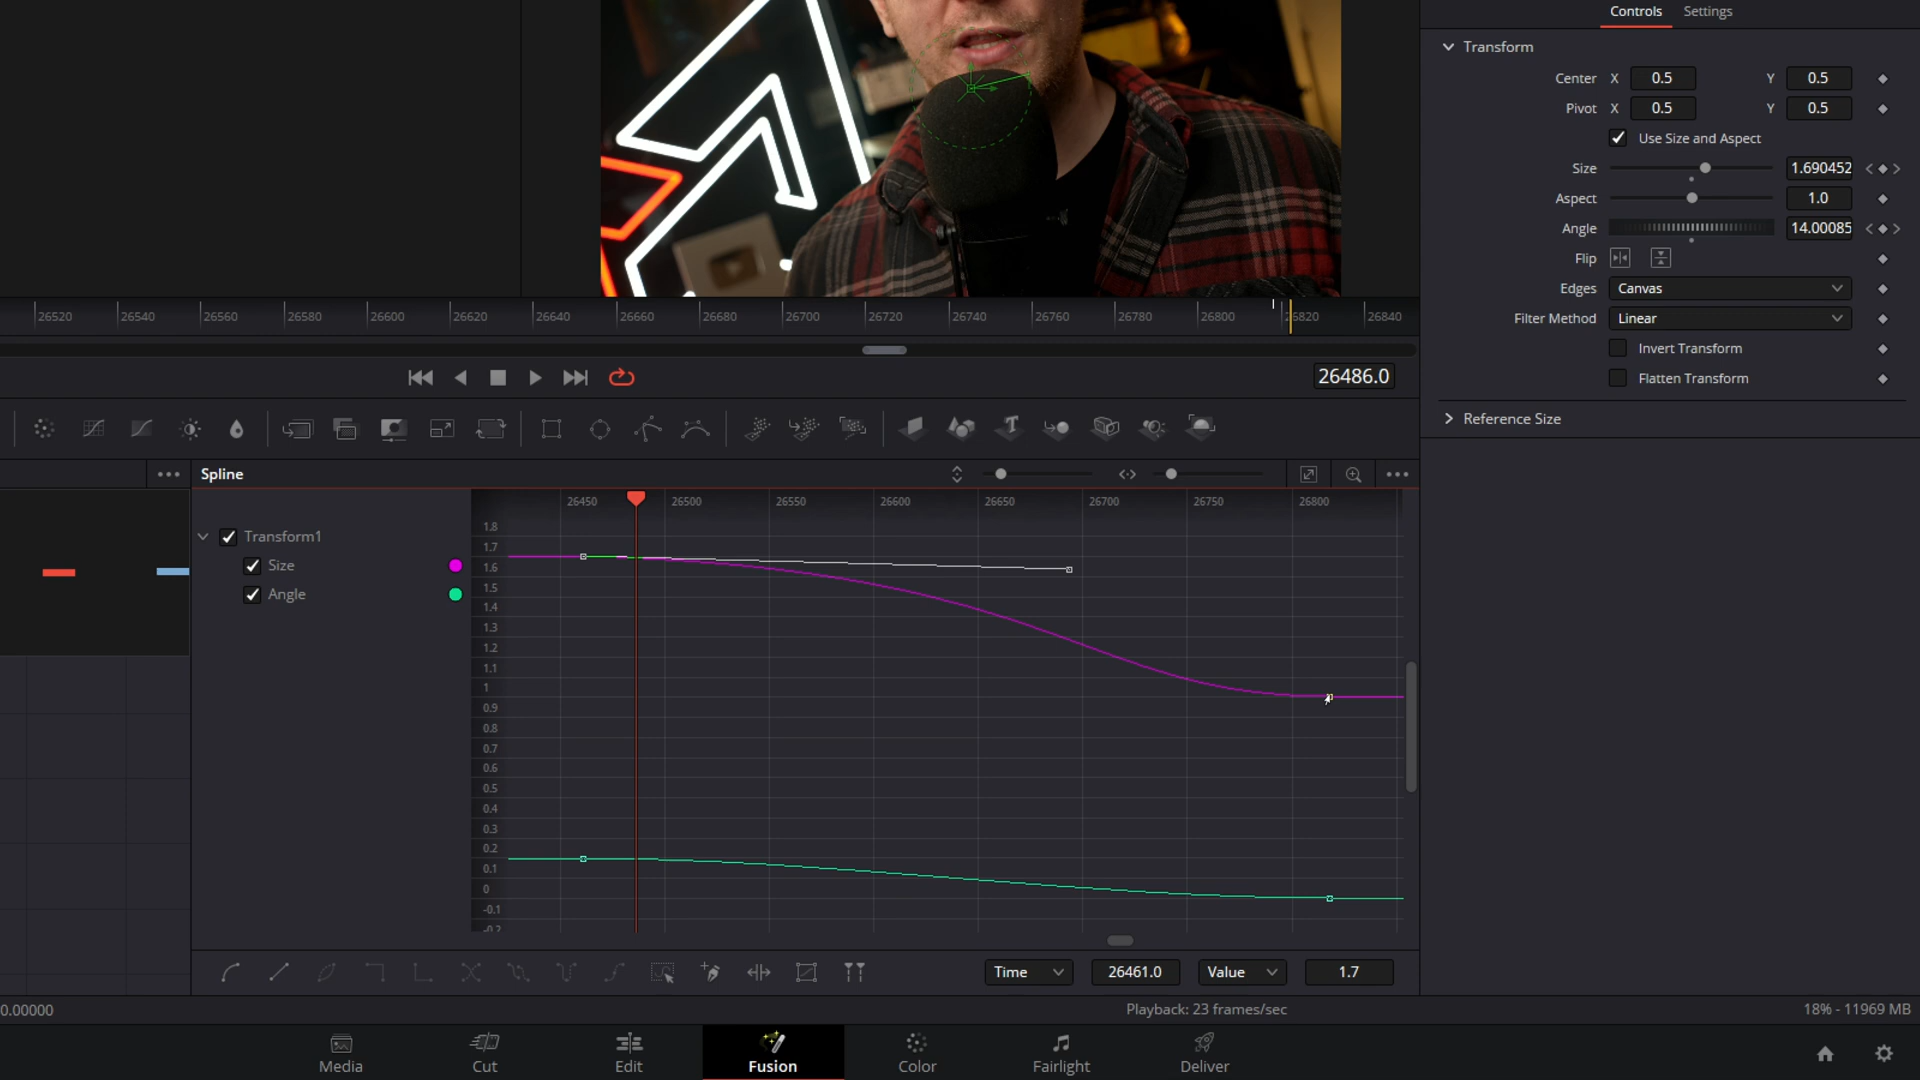 Controls Settings
Transform
Center X 0.5 Y 0.5
Pivot X 0.5 Y 0.5
Use Size and Aspect
Size 1.690452
Aspect 1.0
Angle 14.00085
Flip
Edges Canvas
Filter Method Linear
Invert Transform
Flatten Transform
Reference Size
26520 26540 26560 26580 26600 26620 26640 26660 26680 26700 26720 26740 26760 26780 26800 26820 26840
26486.0
Spline
26450 26500 26550 26600 26650 26700 26750 26800
Transform1
Size
Angle
1.8
1.7
1.6
1.5
1.4
1.3
1.2
1.1
1
0.9
0.8
0.7
0.6
0.5
0.4
0.3
0.2
0.1
0
-0.1
-0.2
Time 26461.0 Value 1.7
0.00000 Playback: 23 frames/sec 18% - 11969 MB
Media Cut Edit Fusion Color Fairlight Deliver